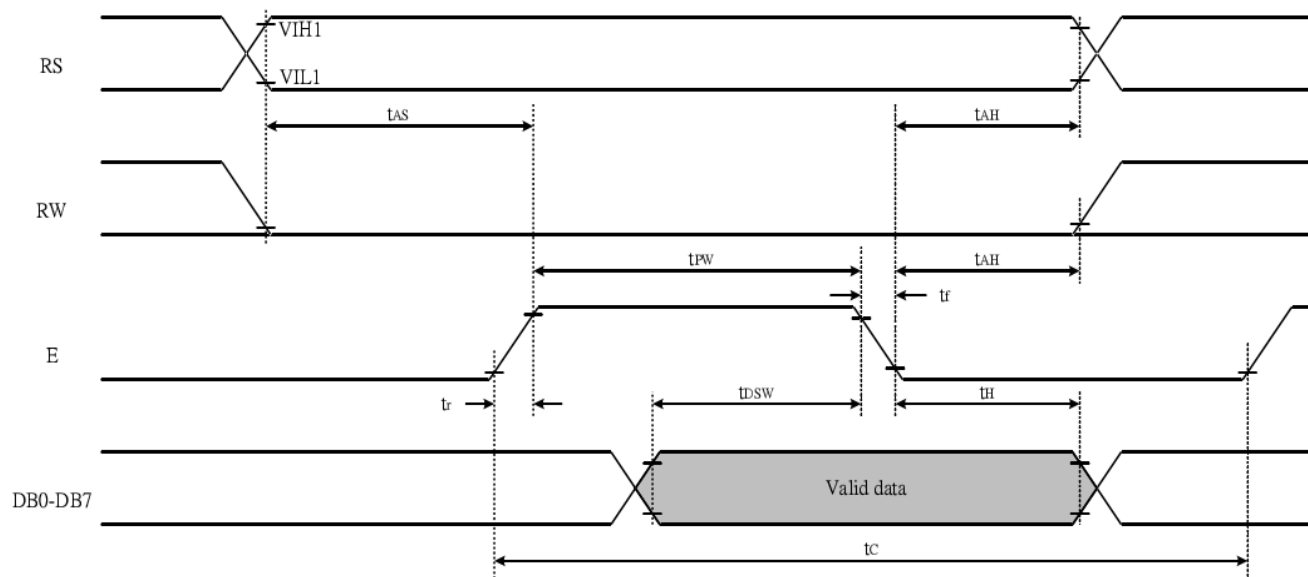 VIH1
RS
VIL1
tAS
tAH
RW
tPW
tAH
tf
E
tr
tDSW
tH
Valid data
DB0-DB7
tC